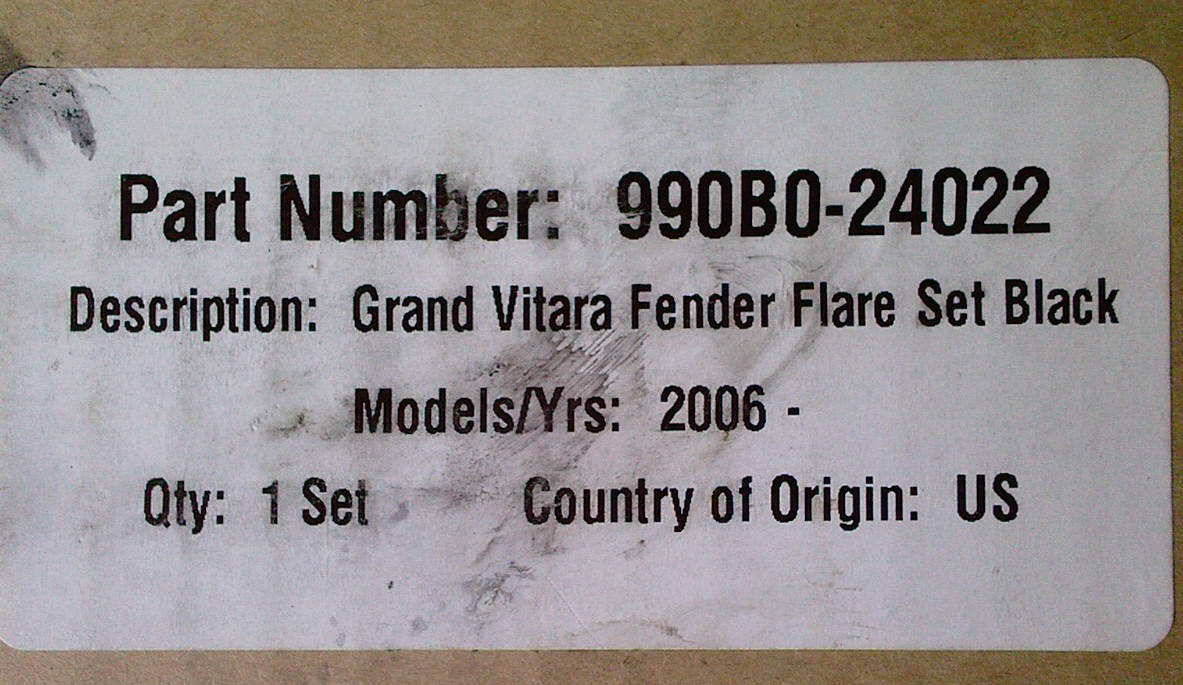 Part Number: 990B0-24022
Description: Grand Vitara Fender Flare Set Black
Models/Yrs: 2006 -
Qty: 1 Set Country of Origin: US